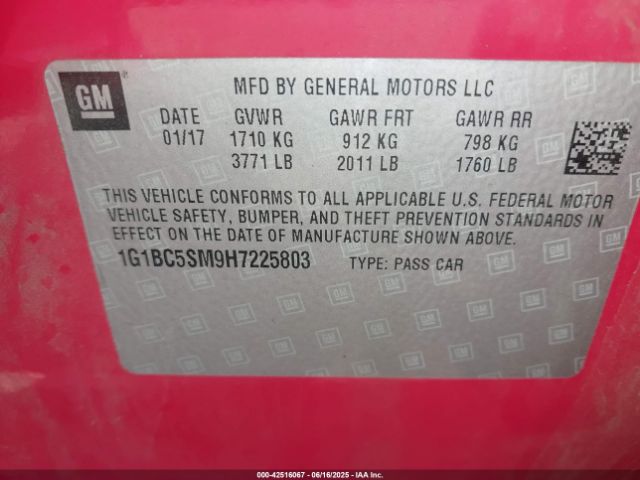 GM
MFD BY GENERAL MOTORS LLC
DATE GVWR GAWR FRT GAWR RR
01/17 1710 KG 912 KG 798 KG
3771 LB 2011 LB 1760 LB
THIS VEHICLE CONFORMS TO ALL APPLICABLE U.S. FEDERAL MOTOR
VEHICLE SAFETY, BUMPER, AND THEFT PREVENTION STANDARDS IN
EFFECT ON THE DATE OF MANUFACTURE SHOWN ABOVE.
1G1BC5SM9H7225803 TYPE: PASS CAR
000-42516067 - 06/16/2025 - IAAI.COM